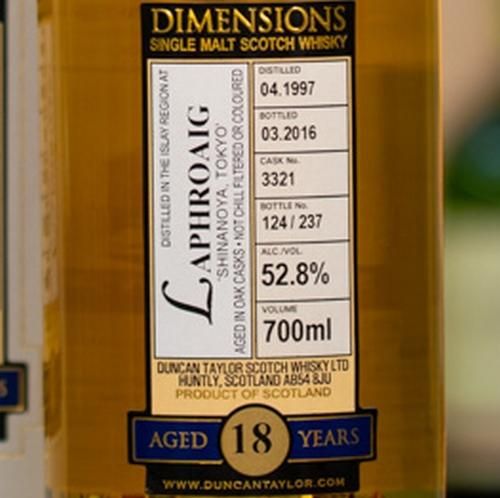 DIMENSIONS
SINGLE MALT SCOTCH WHISKY
DISTILLED IN THE ISLAY REGION AT
LAPHROAIG
'SHINANOYA, TOKYO'
AGED IN OAK CASKS • NOT CHILL FILTERED OR COLOURED
DISTILLED
04.1997
BOTTLED
03.2016
CASK No.
3321
BOTTLE No.
124 / 237
ALC./VOL.
52.8%
VOLUME
700ml
DUNCAN TAYLOR SCOTCH WHISKY LTD
HUNTLY, SCOTLAND AB54 8JU
PRODUCT OF SCOTLAND
AGED 18 YEARS
WWW.DUNCANTAYLOR.COM